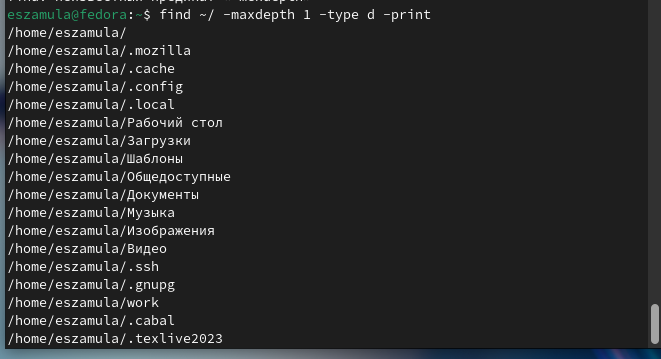 eszamula@fedora:~$ find ~/ -maxdepth 1 -type d -print
/home/eszamula/
/home/eszamula/.mozilla
/home/eszamula/.cache
/home/eszamula/.config
/home/eszamula/.local
/home/eszamula/Рабочий стол
/home/eszamula/Загрузки
/home/eszamula/Шаблоны
/home/eszamula/Общедоступные
/home/eszamula/Документы
/home/eszamula/Музыка
/home/eszamula/Изображения
/home/eszamula/Видео
/home/eszamula/.ssh
/home/eszamula/.gnupg
/home/eszamula/work
/home/eszamula/.cabal
/home/eszamula/.texlive2023